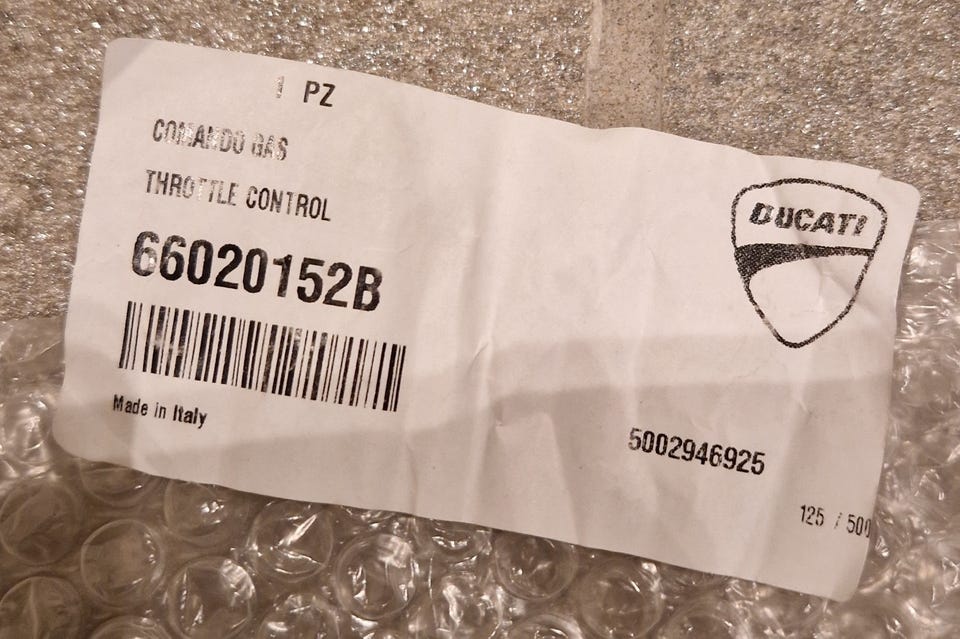 1 PZ
COMANDO GAS
THROTTLE CONTROL
66020152B
Made in Italy
DUCATI
5002946925
125 / 500